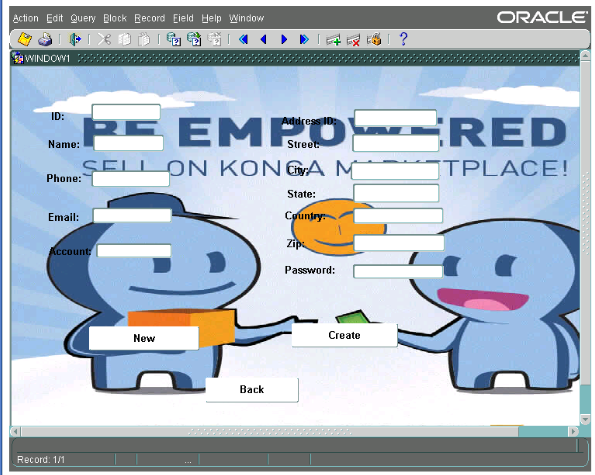 Action Edit Query Block Record Field Help Window
ORACLE
WINDOW1
BE EMPOWERED
SELL ON KONGA MARKETPLACE!
ID:
Address ID:
Name:
Street:
City:
Phone:
State:
Email:
Country:
Account:
Zip:
Password:
New
Create
Back
Record: 1/1
...